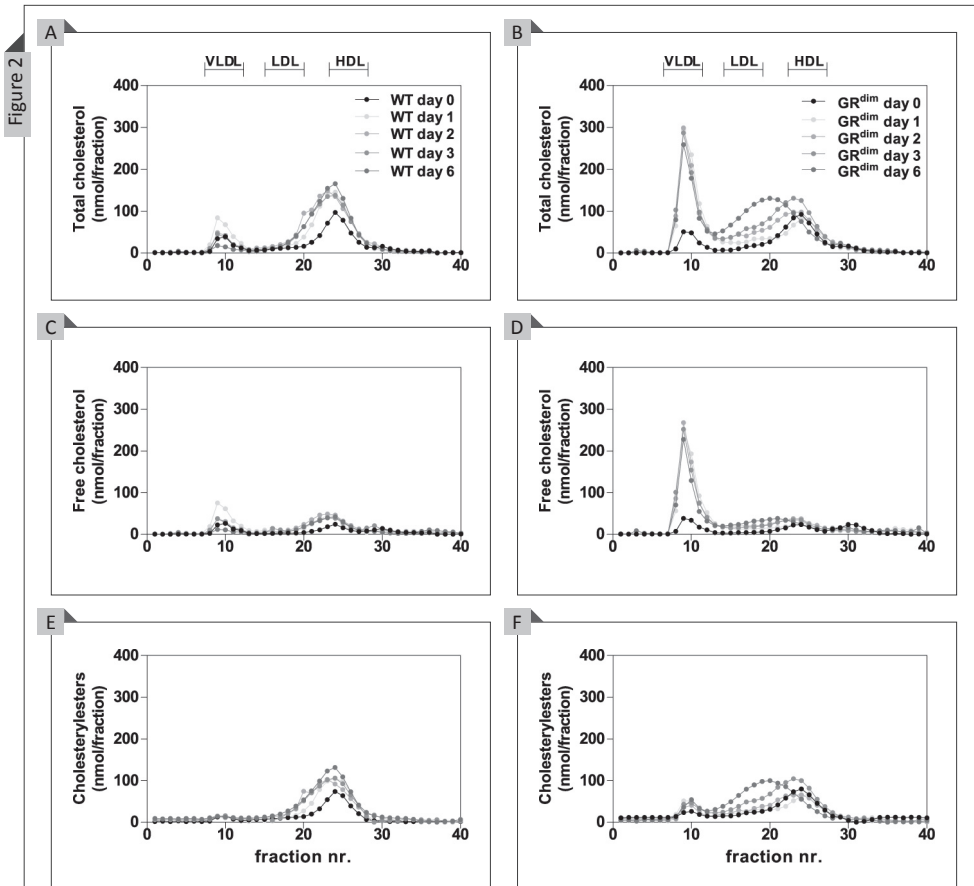 Figure 2
A
VLDL LDL HDL
Total cholesterol
(nmol/fraction)
400
300
200
100
0
WT day 0
WT day 1
WT day 2
WT day 3
WT day 6
0 10 20 30 40
B
VLDL LDL HDL
Total cholesterol
(nmol/fraction)
400
300
200
100
0
GRdim day 0
GRdim day 1
GRdim day 2
GRdim day 3
GRdim day 6
0 10 20 30 40
C
Free cholesterol
(nmol/fraction)
400
300
200
100
0
0 10 20 30 40
D
Free cholesterol
(nmol/fraction)
400
300
200
100
0
0 10 20 30 40
E
Cholesterylesters
(nmol/fraction)
400
300
200
100
0
0 10 20 30 40
fraction nr.
F
Cholesterylesters
(nmol/fraction)
400
300
200
100
0
0 10 20 30 40
fraction nr.